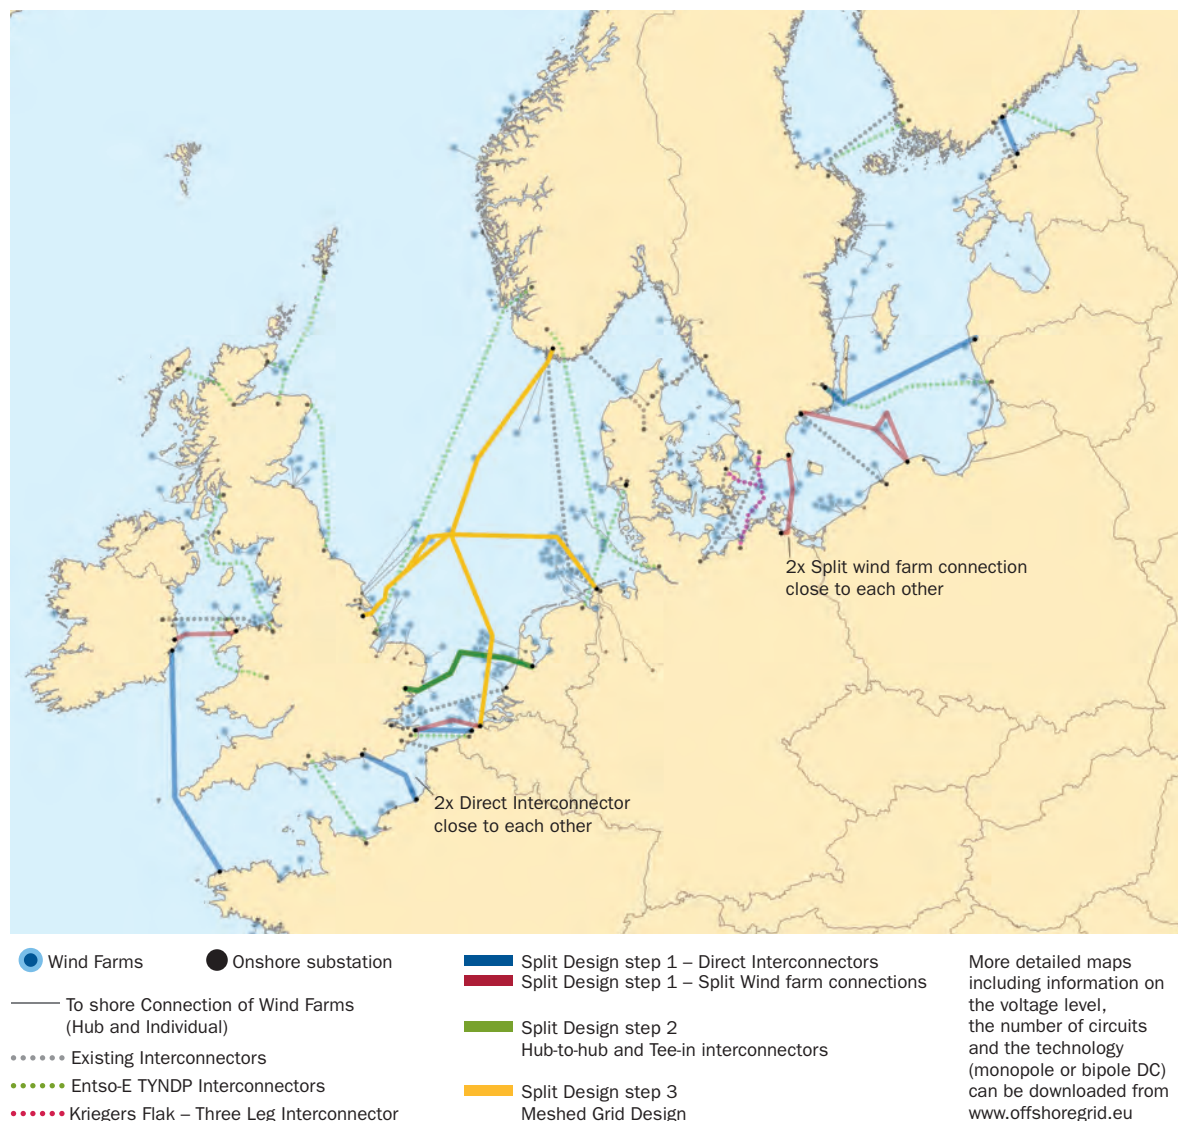 2x Split wind farm connection
close to each other
2x Direct Interconnector
close to each other
Wind Farms
Onshore substation
To shore Connection of Wind Farms
(Hub and Individual)
Existing Interconnectors
Entso-E TYNDP Interconnectors
Kriegers Flak – Three Leg Interconnector
Split Design step 1 – Direct Interconnectors
Split Design step 1 – Split Wind farm connections
Split Design step 2
Hub-to-hub and Tee-in interconnectors
Split Design step 3
Meshed Grid Design
More detailed maps
including information on
the voltage level,
the number of circuits
and the technology
(monopole or bipole DC)
can be downloaded from
www.offshoregrid.eu